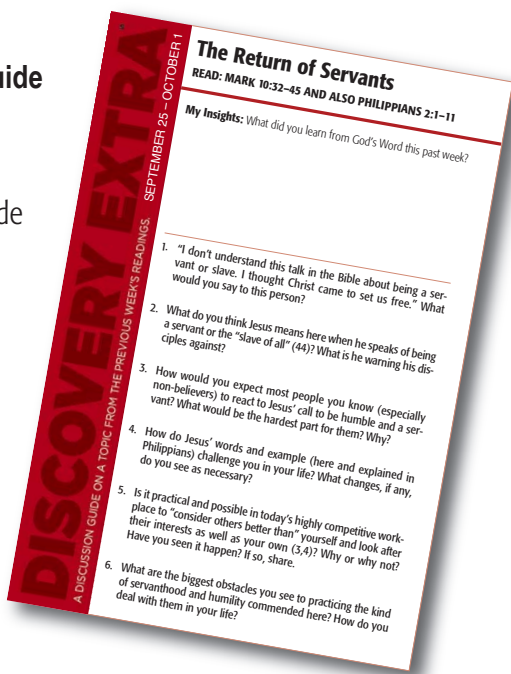 uide
de
DISCOVERY EXTRA
A DISCUSSION GUIDE ON A TOPIC FROM THE PREVIOUS WEEK'S READINGS.
SEPTEMBER 25 – OCTOBER 1
The Return of Servants
READ: MARK 10:32–45 AND ALSO PHILIPPIANS 2:1–11
My Insights: What did you learn from God's Word this past week?
1. "I don't understand this talk in the Bible about being a ser-
vant or slave. I thought Christ came to set us free." What
would you say to this person?
2. What do you think Jesus means here when he speaks of being
a servant or the "slave of all" (44)? What is he warning his dis-
ciples against?
3. How would you expect most people you know (especially
non-believers) to react to Jesus' call to be humble and a ser-
vant? What would be the hardest part for them? Why?
4. How do Jesus' words and example (here and explained in
Philippians) challenge you in your life? What changes, if any,
do you see as necessary?
5. Is it practical and possible in today's highly competitive work-
place to "consider others better than" yourself and look after
their interests as well as your own (3,4)? Why or why not?
Have you seen it happen? If so, share.
6. What are the biggest obstacles you see to practicing the kind
of servanthood and humility commended here? How do you
deal with them in your life?